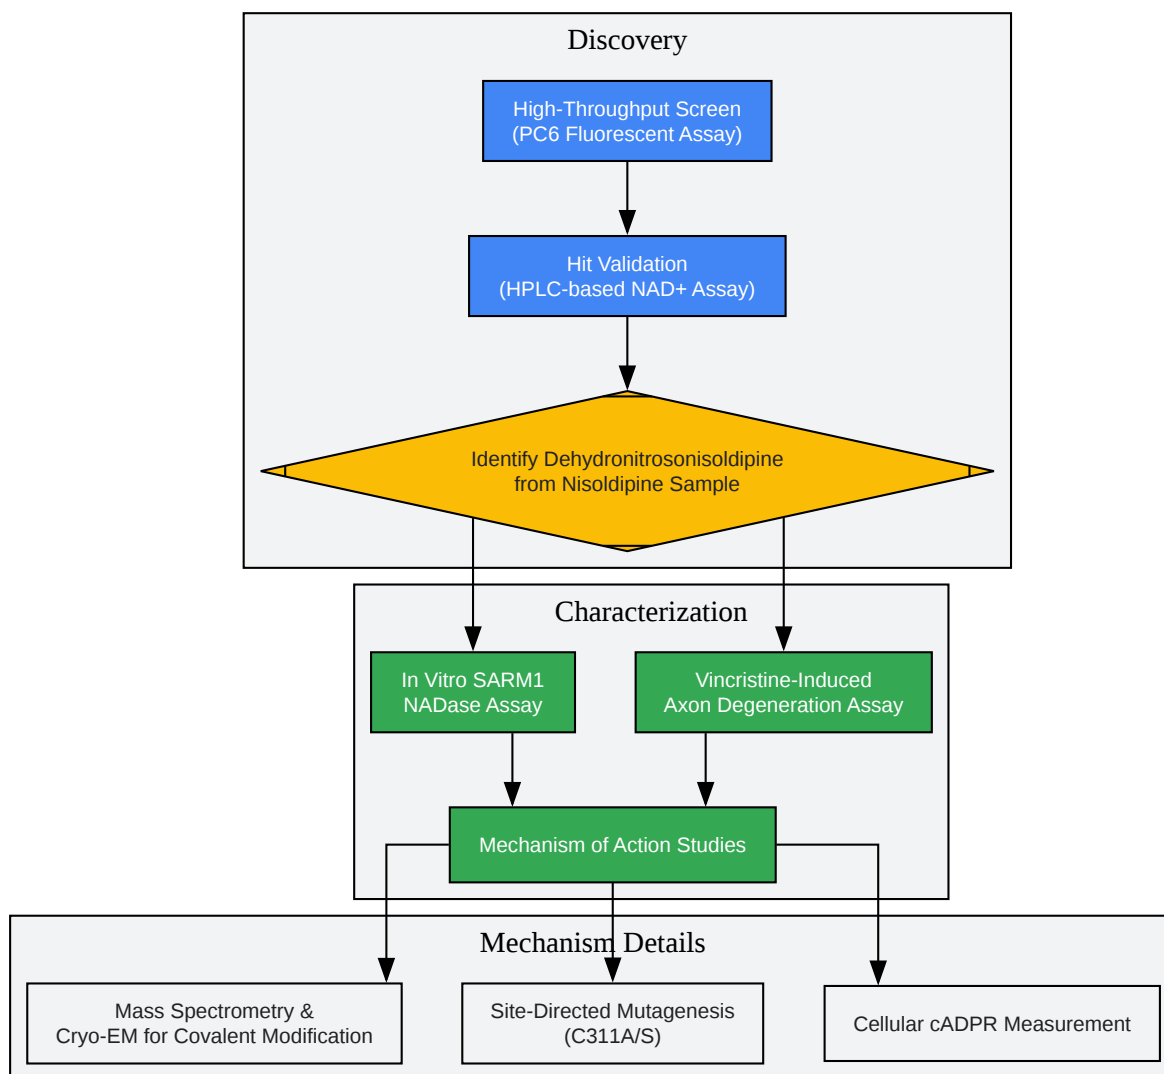 Discovery
High-Throughput Screen
(PC6 Fluorescent Assay)
Hit Validation
(HPLC-based NAD+ Assay)
Identify Dehydronitrosonisoldipine
from Nisoldipine Sample
Characterization
In Vitro SARM1
NADase Assay
Vincristine-Induced
Axon Degeneration Assay
Mechanism of Action Studies
Mechanism Details
Mass Spectrometry &
Cryo-EM for Covalent Modification
Site-Directed Mutagenesis
(C311A/S)
Cellular cADPR Measurement